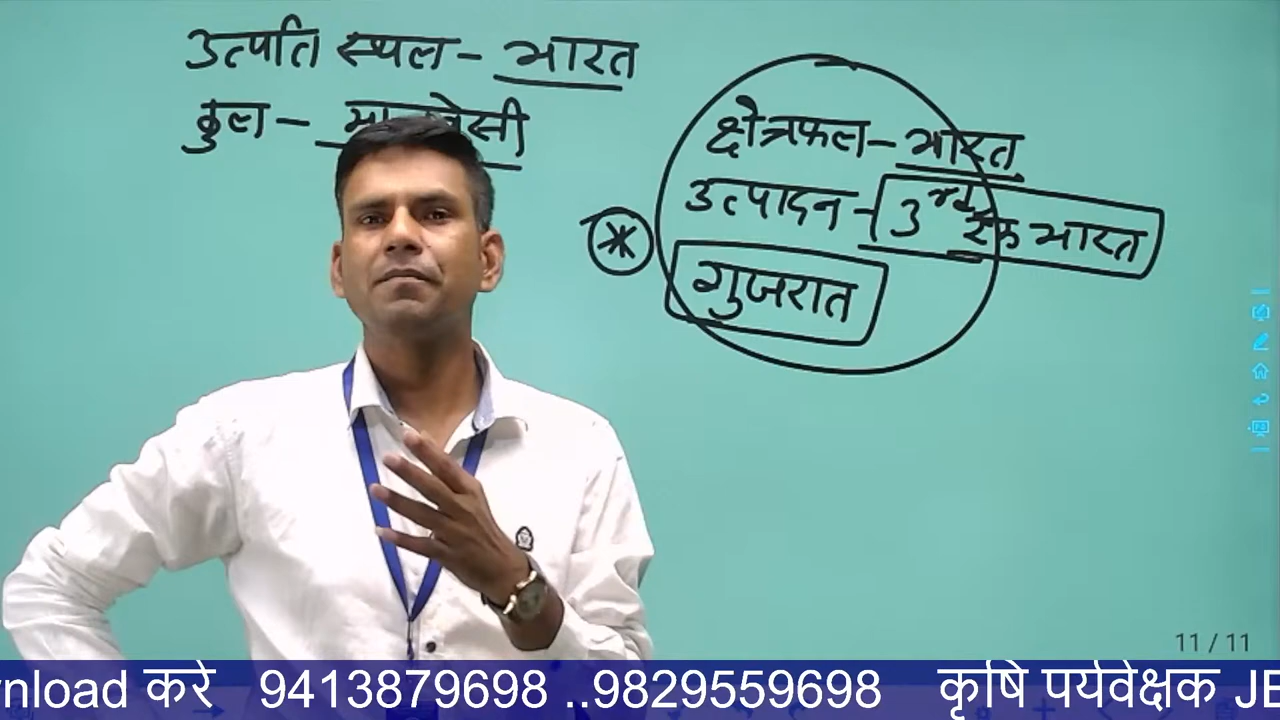 उत्पति स्थल - भारत
कुल -
क्षेत्रफल - भारत
उत्पादन - 3rd रैंक भारत
गुजरात
11 / 11
wnload करे 9413879698 ..9829559698 कृषि पर्यवेक्षक JE